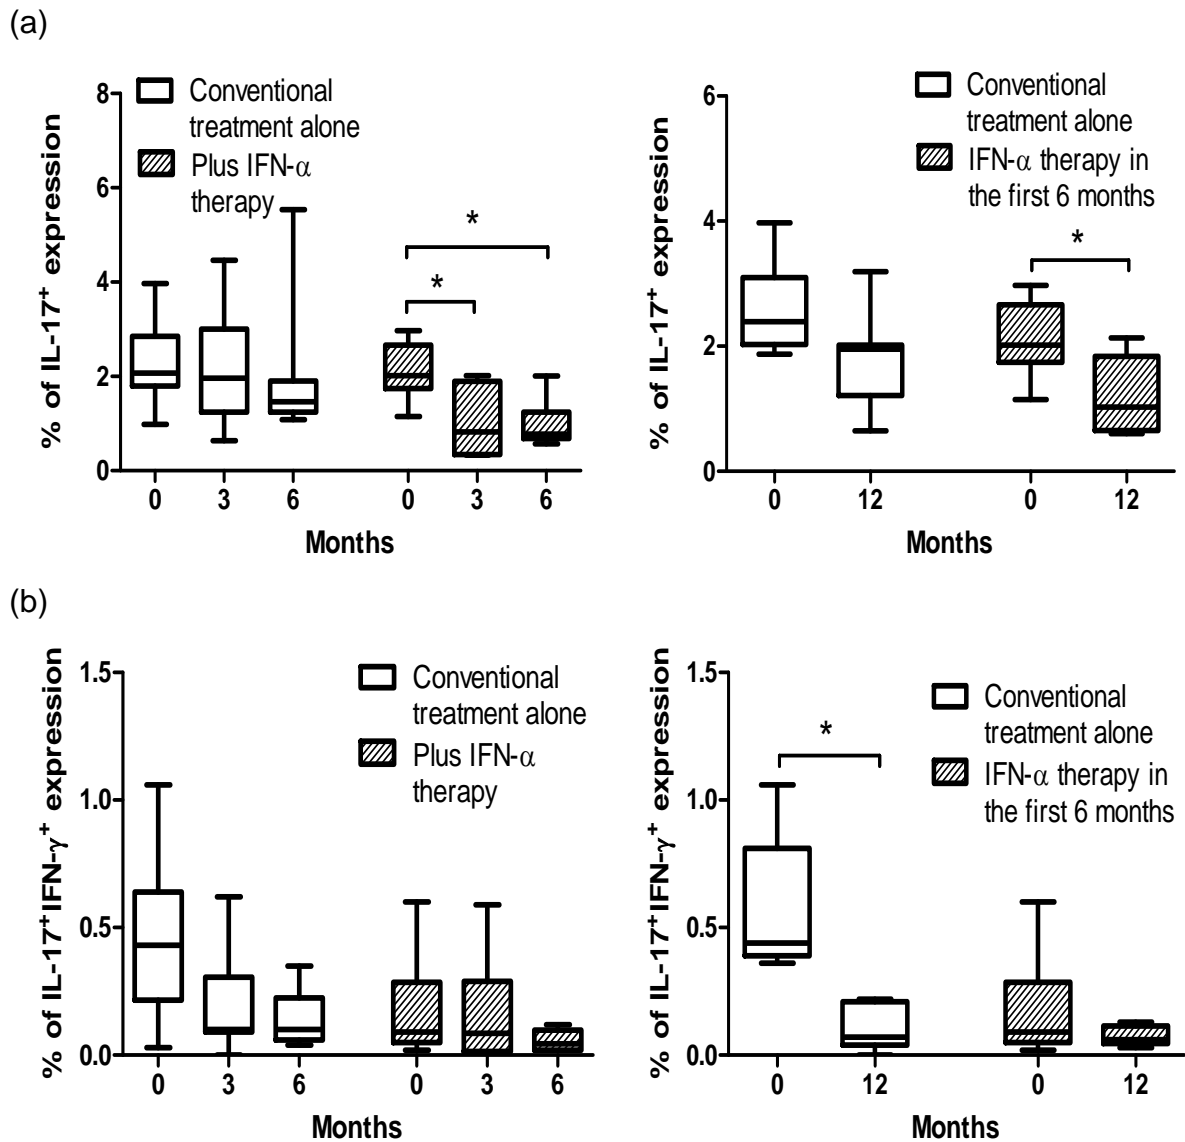 (a)
% of IL-17⁺ expression
8
6
4
2
0
Conventional
treatment alone
Plus IFN-α
therapy
*
*
0 3 6 0 3 6
Months
% of IL-17⁺ expression
6
4
2
0
Conventional
treatment alone
IFN-α therapy in
the first 6 months
*
0 12 0 12
Months
(b)
% of IL-17⁺IFN-γ⁺ expression
1.5
1.0
0.5
0.0
Conventional
treatment alone
Plus IFN-α
therapy
0 3 6 0 3 6
Months
% of IL-17⁺IFN-γ⁺ expression
1.5
1.0
0.5
0.0
Conventional
treatment alone
IFN-α therapy in
the first 6 months
*
0 12 0 12
Months